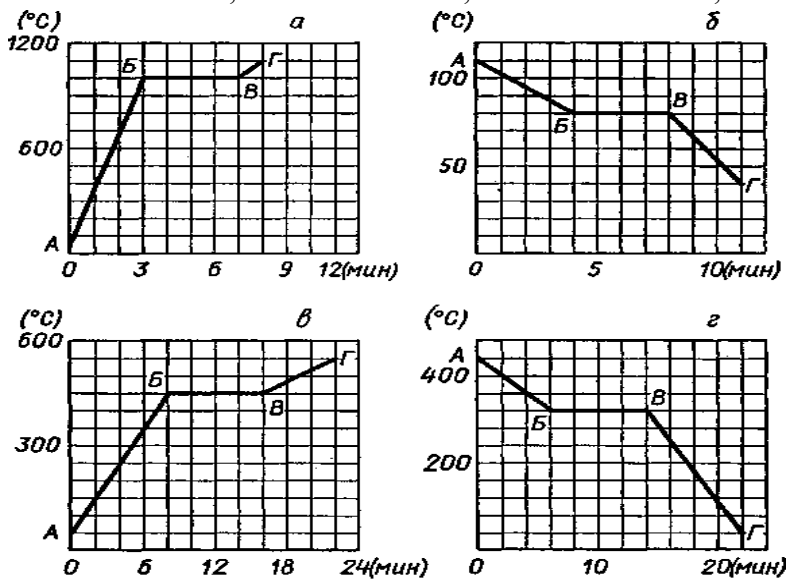 (°C) а (°C) б
1200 А
Б Г 100 В
В Б
600
50
Г
А
0 3 6 9 12(мин) 0 5 10(мин)
(°C) в (°C) г
600 А
Г 400
Б В
В Б
300
200
А Г
0 6 12 18 24(мин) 0 10 20(мин)